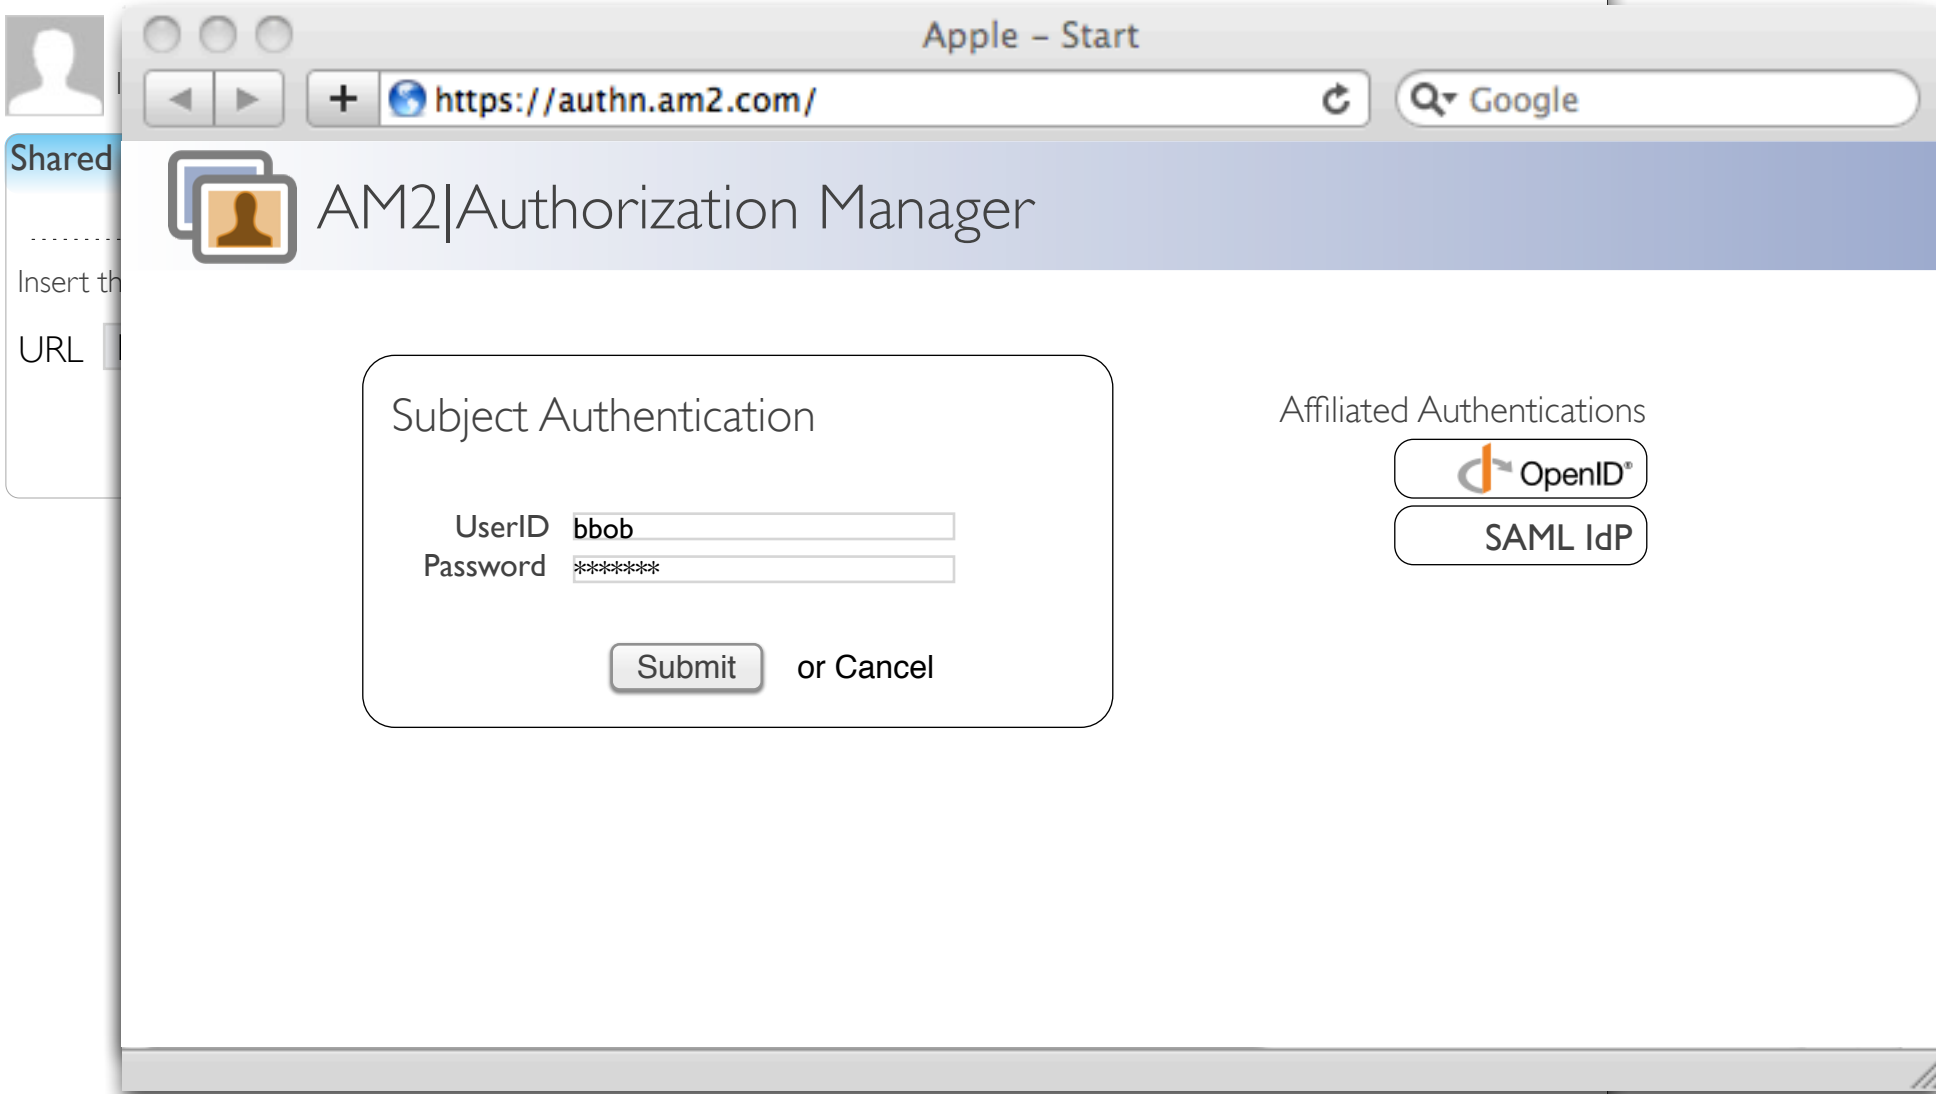 Apple – Start
https://authn.am2.com/
Google
Shared
AM2|Authorization Manager
Insert th
URL
Subject Authentication
UserID bbob
Password *******
Submit or Cancel
Affiliated Authentications
OpenID®
SAML IdP